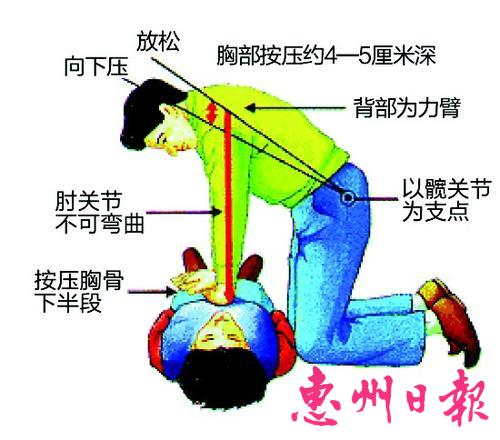 放松
向下压
胸部按压约4—5厘米深
背部为力臂
肘关节
不可弯曲
以髋关节
为支点
按压胸骨
下半段
惠州日報